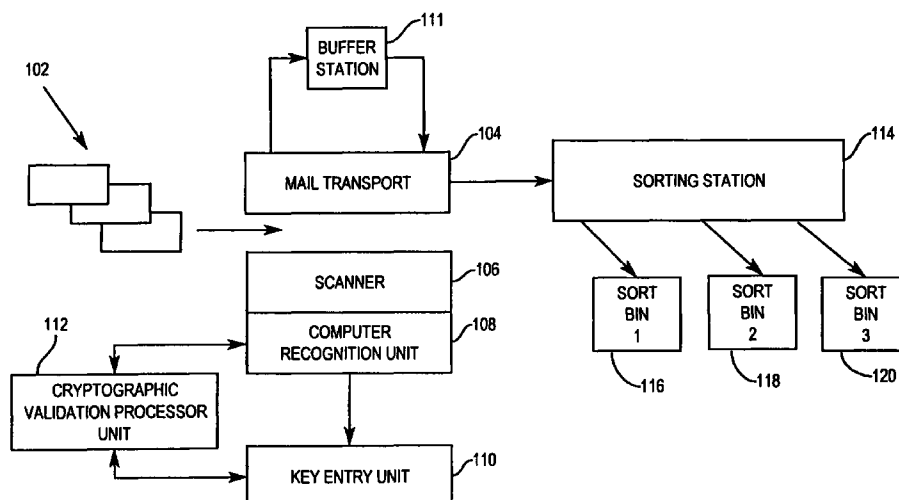 111
BUFFER
STATION
102
104
MAIL TRANSPORT
114
SORTING STATION
SCANNER
106
COMPUTER
RECOGNITION UNIT
108
112
CRYPTOGRAPHIC
VALIDATION PROCESSOR
UNIT
KEY ENTRY UNIT
110
SORT
BIN
1
116
SORT
BIN
2
118
SORT
BIN
3
120